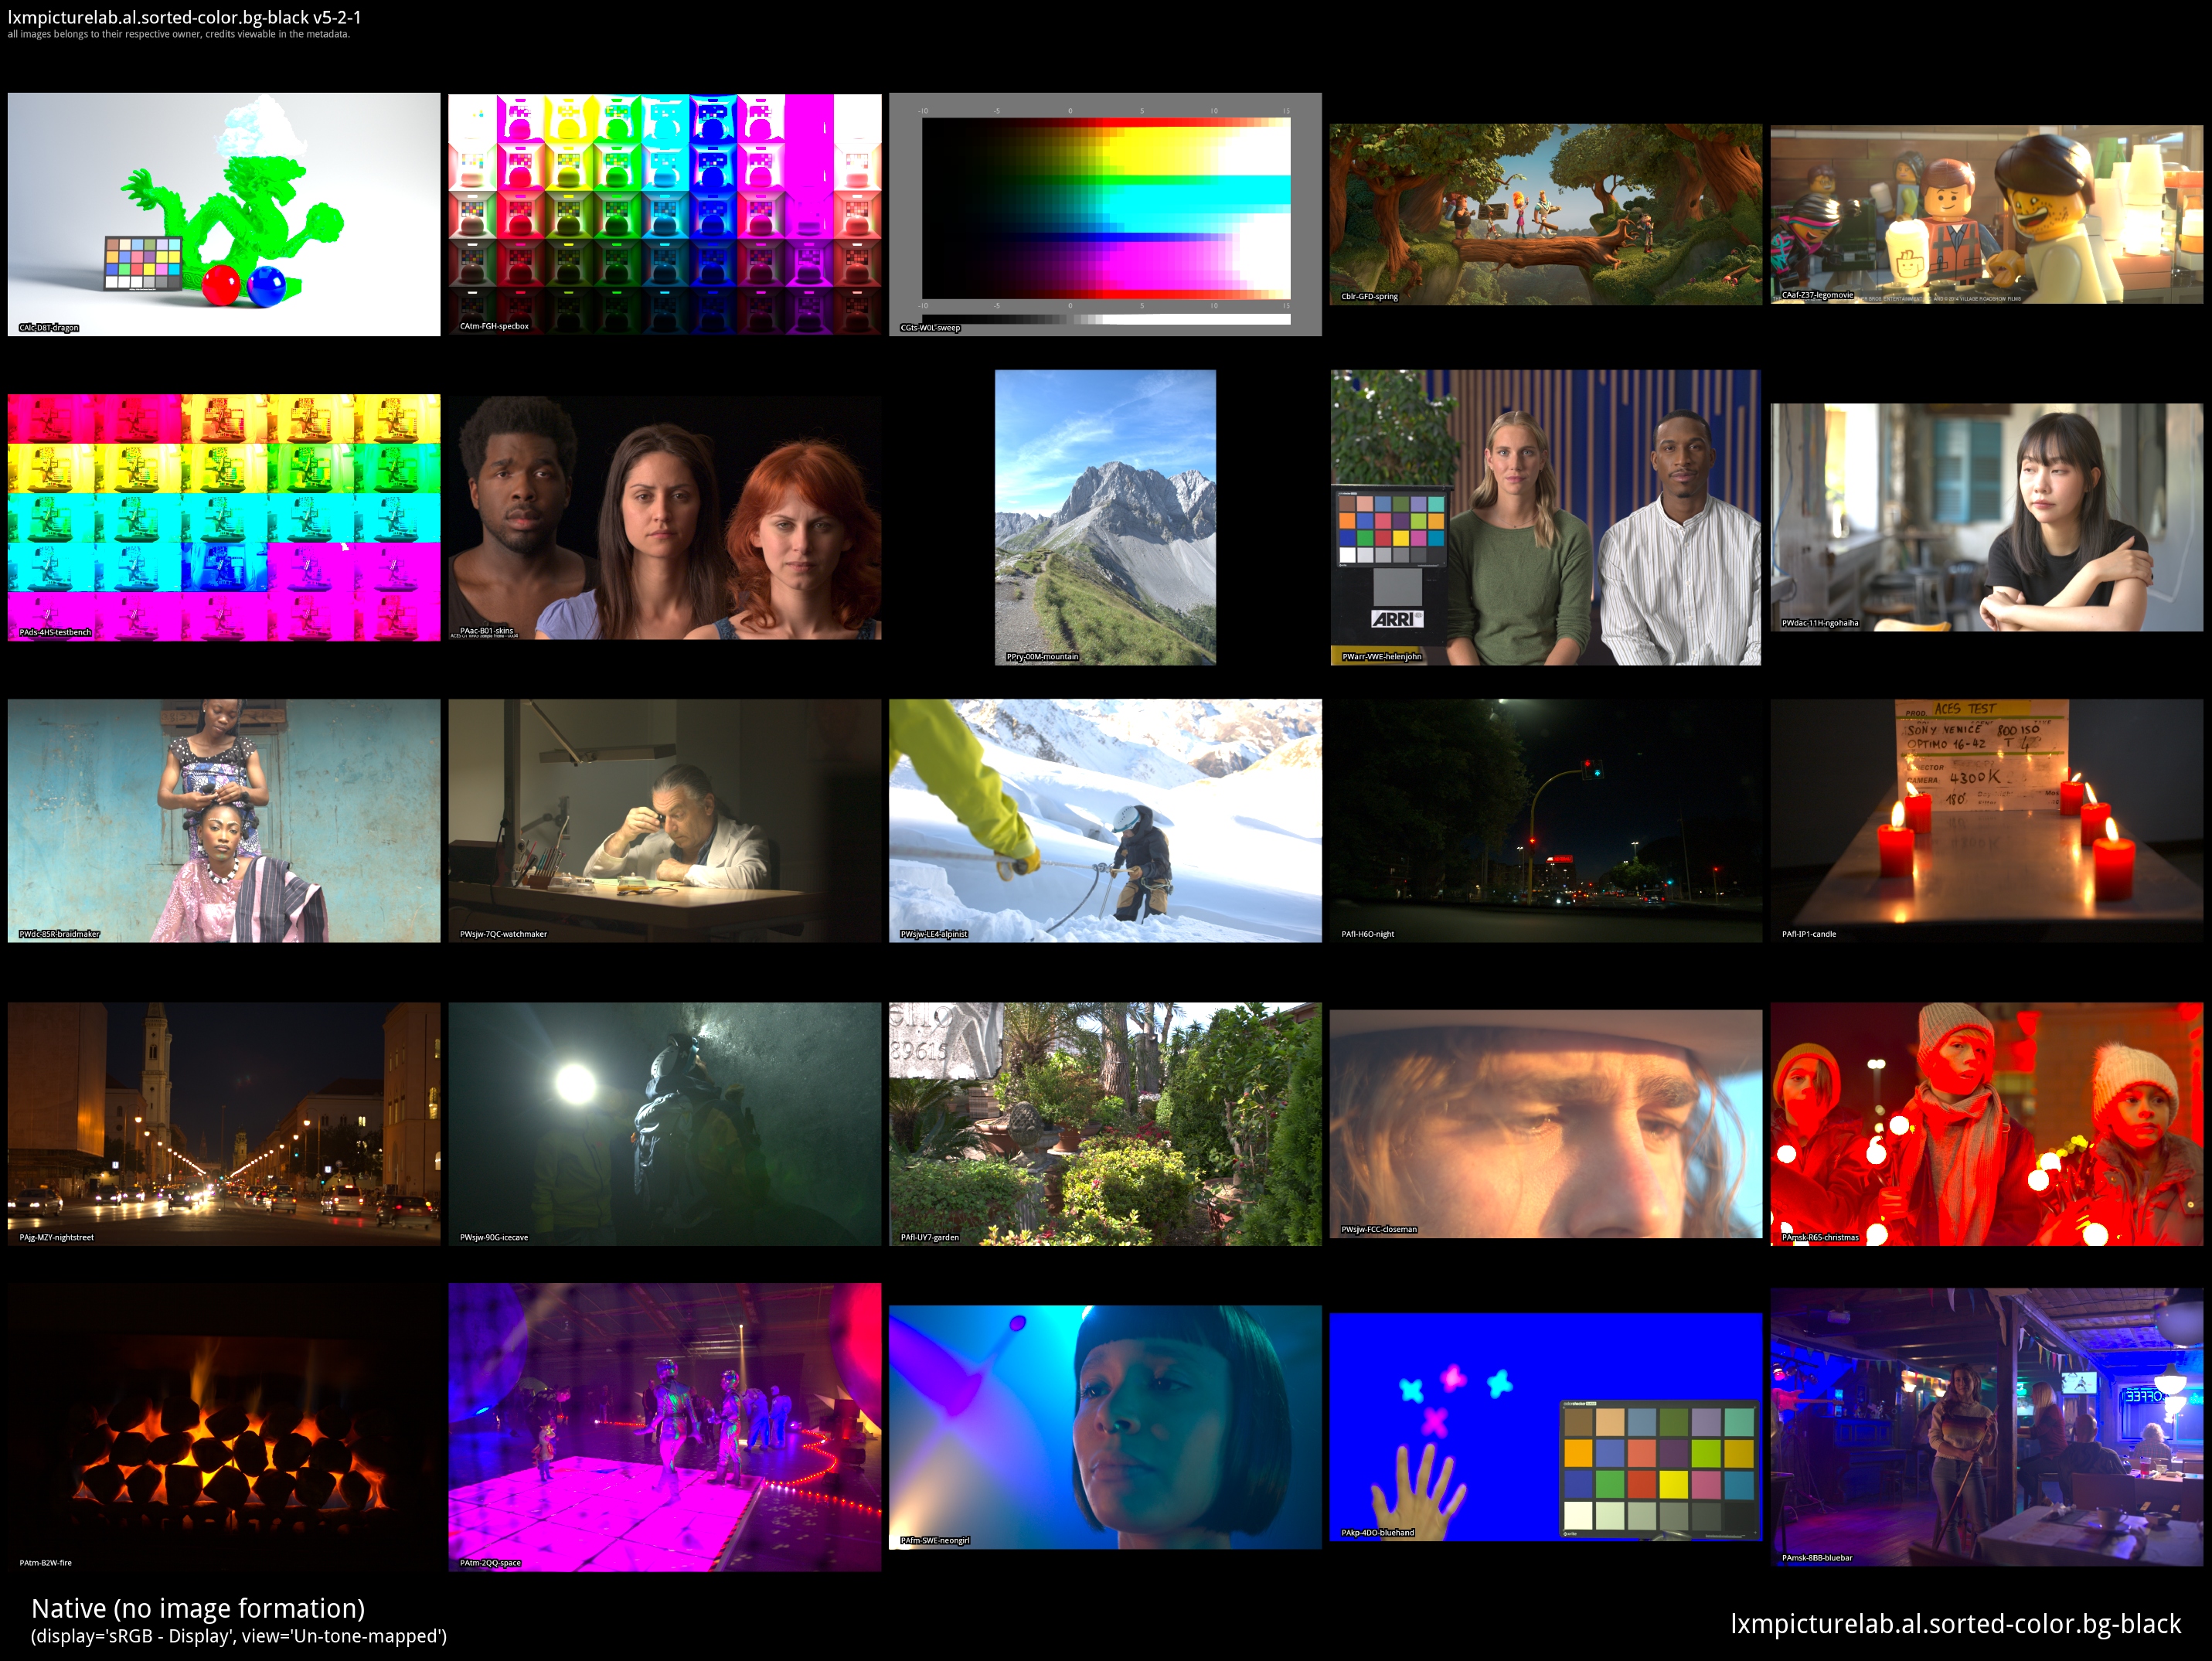 lxmpicturelab.al.sorted-color.bg-black v5-2-1
all images belongs to their respective owner, credits viewable in the metadata.
CAlc-D8T-dragon
CAtm-FGH-specbox
-10 -5 0 5 10 15
-10 -5 0 5 10 15
CGts-W0L-sweep
Cblr-GFD-spring
CAaf-Z37-legomovie
PAds-4HS-testbench
PAac-B01-skins
PPry-00M-mountain
ARRI
PWarr-VWE-helenjohn
PWdac-11H-ngohaiha
PWdc-85R-braidmaker
PWsjw-7QC-watchmaker
PWsjw-LE4-alpinist
PAfl-H6O-night
PROD. ACES TEST
SONY VENICE 800 ISO
OPTIMO 16-42 T 4
CAMERA 4300K
180°
PAfl-IP1-candle
PAjg-MZY-nightstreet
PWsjw-90G-icecave
89615
PAfl-UY7-garden
PWsjw-FCC-closeman
PAmsk-R65-christmas
PAtm-B2W-fire
PAtm-2QQ-space
PAfm-SWE-neongirl
PAkp-4DO-bluehand
PAmsk-8BB-bluebar
Native (no image formation)
(display='sRGB - Display', view='Un-tone-mapped')
lxmpicturelab.al.sorted-color.bg-black